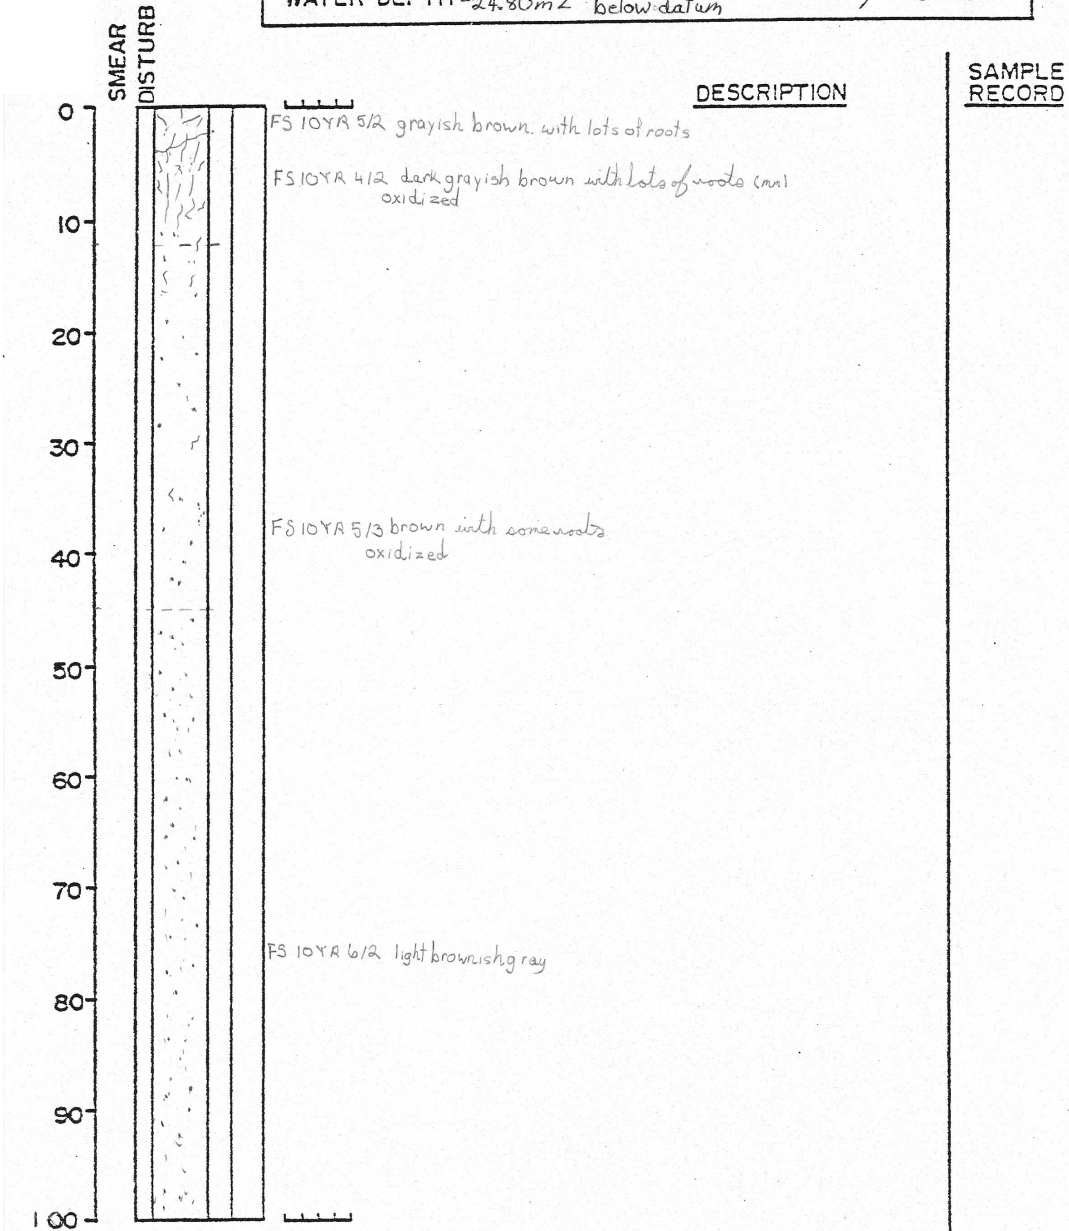 -24.80m2 below datum
SMEAR
DISTURB
DESCRIPTION
SAMPLE
RECORD
0
FS 10YR 5/2 grayish brown. with lots of roots
FS 10YR 4/2 dark grayish brown with lots of roots (mn)
oxidized
10
20
30
FS 10YR 5/3 brown with some roots
oxidized
40
50
60
70
FS 10YR 6/2 light brownish gray
80
90
100